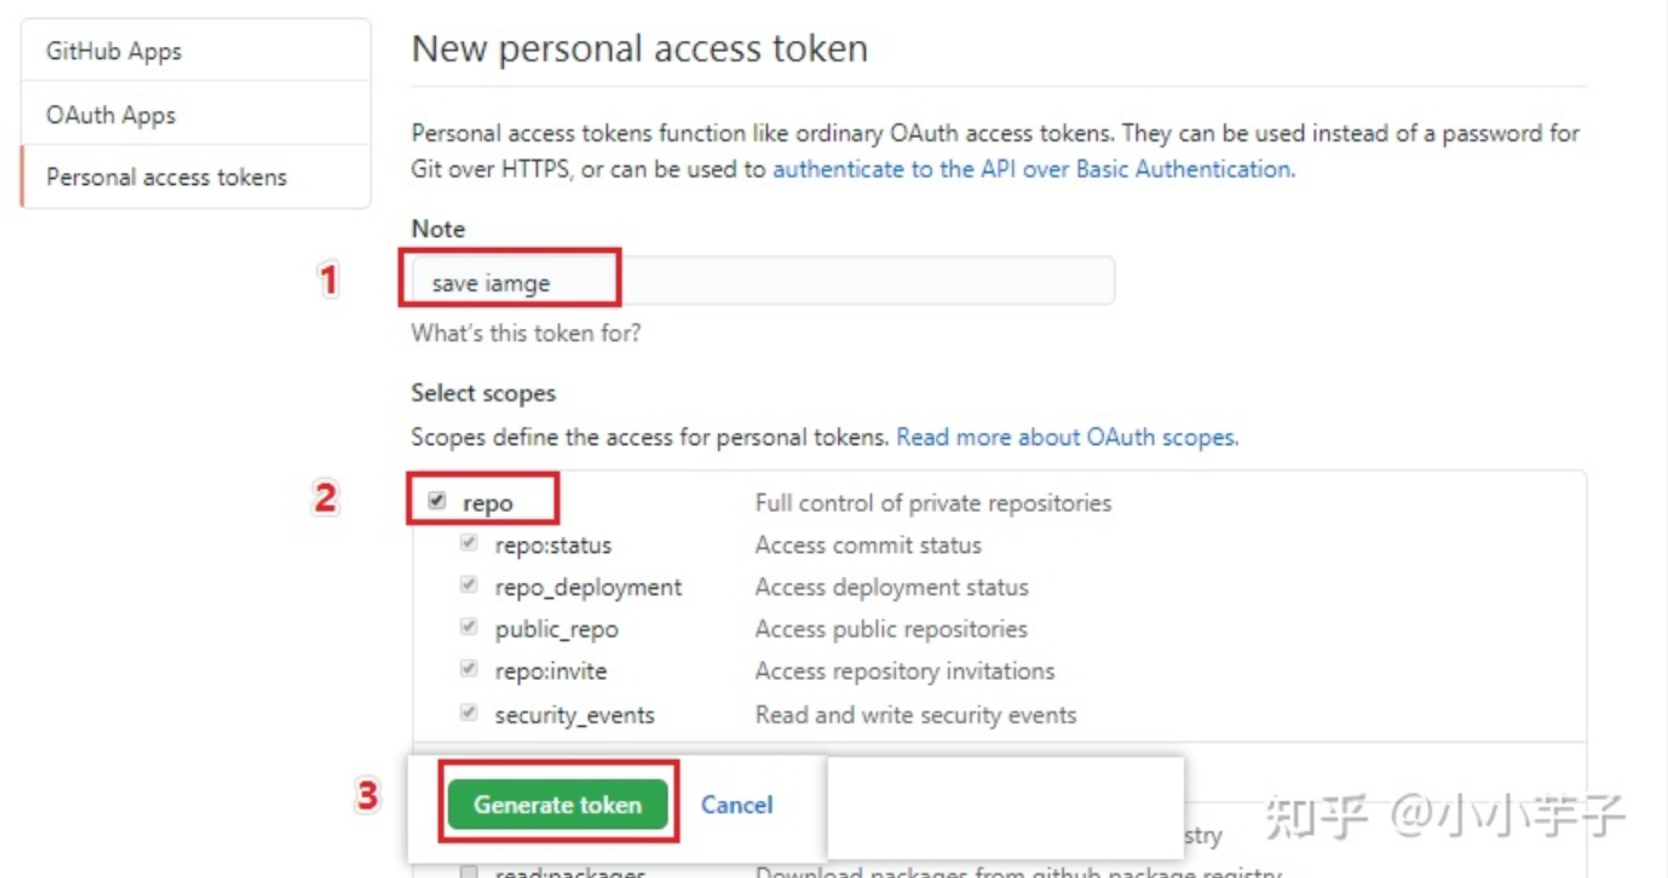 GitHub Apps
OAuth Apps
Personal access tokens
New personal access token
Personal access tokens function like ordinary OAuth access tokens. They can be used instead of a password for
Git over HTTPS, or can be used to authenticate to the API over Basic Authentication.
Note
1
save iamge
What's this token for?
Select scopes
Scopes define the access for personal tokens. Read more about OAuth scopes.
2
repo Full control of private repositories
repo:status Access commit status
repo_deployment Access deployment status
public_repo Access public repositories
repo:invite Access repository invitations
security_events Read and write security events
3
Generate token Cancel
stry
知乎 @小小芋子
read:packages Download packages from github package registry